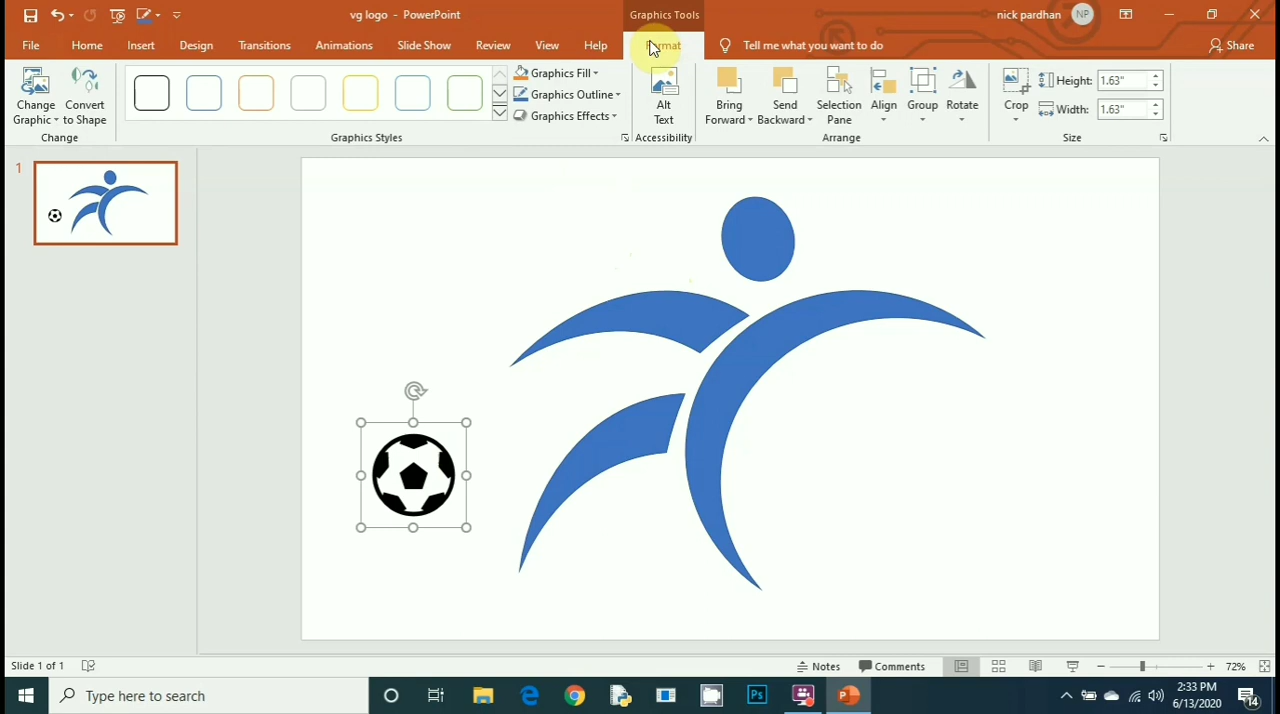 vg logo - PowerPoint
Graphics Tools
nick pardhan NP
File Home Insert Design Transitions Animations Slide Show Review View Help Format Tell me what you want to do Share
Change Graphic
Convert to Shape
Change
Graphics Styles
Graphics Fill
Graphics Outline
Graphics Effects
Alt Text
Accessibility
Bring Forward
Send Backward
Selection Pane
Align
Group
Rotate
Arrange
Crop
Height: 1.63"
Width: 1.63"
Size
1
Slide 1 of 1
Notes Comments 72%
Type here to search
Ps
2:33 PM
6/13/2020
14